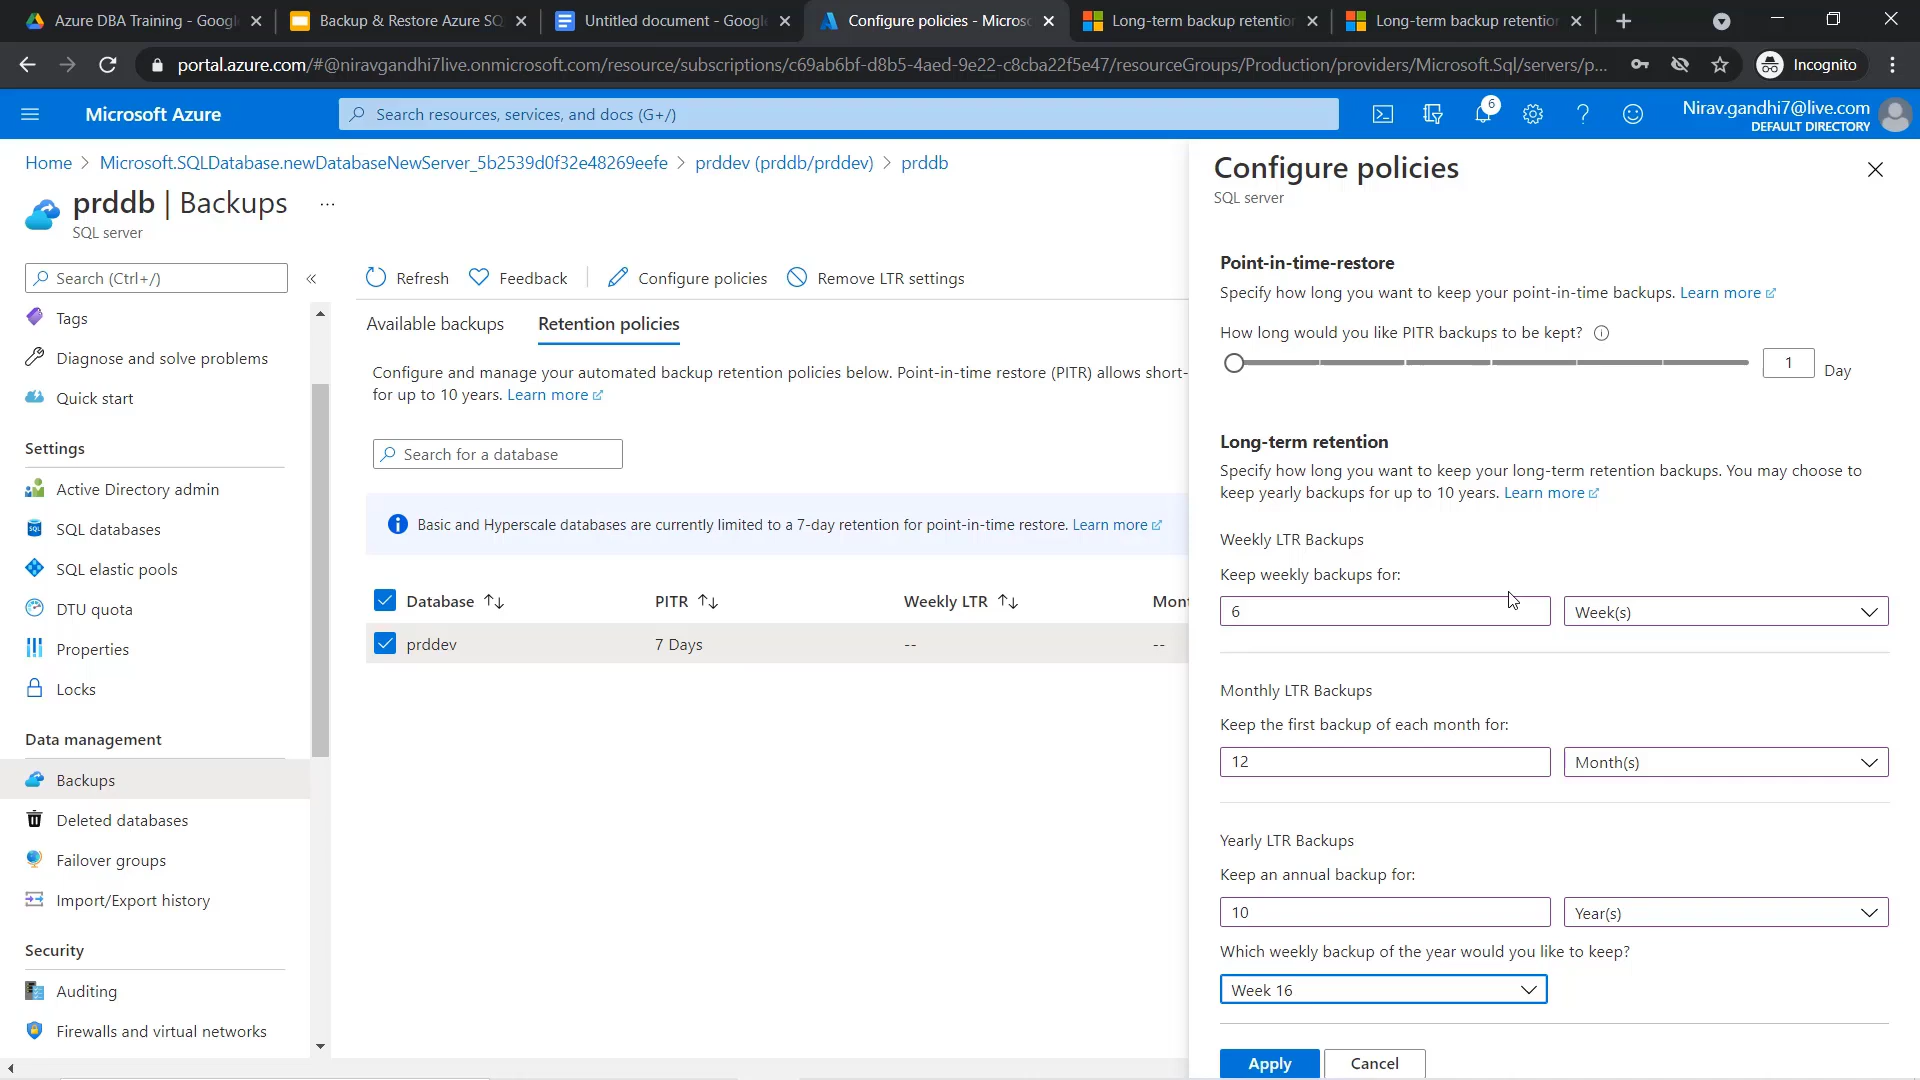 Azure DBA Training - Googl
Backup & Restore Azure SQ
Untitled document - Google
Configure policies - Microso
Long-term backup retention
Long-term backup retention
portal.azure.com/#@niravgandhi7live.onmicrosoft.com/resource/subscriptions/c69ab6bf-d8b5-4aed-9e22-c8cba22f5e47/resourceGroups/Production/providers/Microsoft.Sql/servers/p...
Incognito
Microsoft Azure
Search resources, services, and docs (G+/)
6
Nirav.gandhi7@live.com
DEFAULT DIRECTORY
Home > Microsoft.SQLDatabase.newDatabaseNewServer_5b2539d0f32e48269eefe > prddev (prddb/prddev) > prddb
prddb | Backups ...
SQL server
Search (Ctrl+/)
«
Tags
Diagnose and solve problems
Quick start
Settings
Active Directory admin
SQL databases
SQL elastic pools
DTU quota
Properties
Locks
Data management
Backups
Deleted databases
Failover groups
Import/Export history
Security
Auditing
Firewalls and virtual networks
Refresh
Feedback
Configure policies
Remove LTR settings
Available backups
Retention policies
Configure and manage your automated backup retention policies below. Point-in-time restore (PITR) allows short-
for up to 10 years. Learn more
Search for a database
Basic and Hyperscale databases are currently limited to a 7-day retention for point-in-time restore. Learn more
Database PITR Weekly LTR Mont
prddev 7 Days -- --
Configure policies
SQL server
Point-in-time-restore
Specify how long you want to keep your point-in-time backups. Learn more
How long would you like PITR backups to be kept?
1 Day
Long-term retention
Specify how long you want to keep your long-term retention backups. You may choose to
keep yearly backups for up to 10 years. Learn more
Weekly LTR Backups
Keep weekly backups for:
6 Week(s)
Monthly LTR Backups
Keep the first backup of each month for:
12 Month(s)
Yearly LTR Backups
Keep an annual backup for:
10 Year(s)
Which weekly backup of the year would you like to keep?
Week 16
Apply Cancel